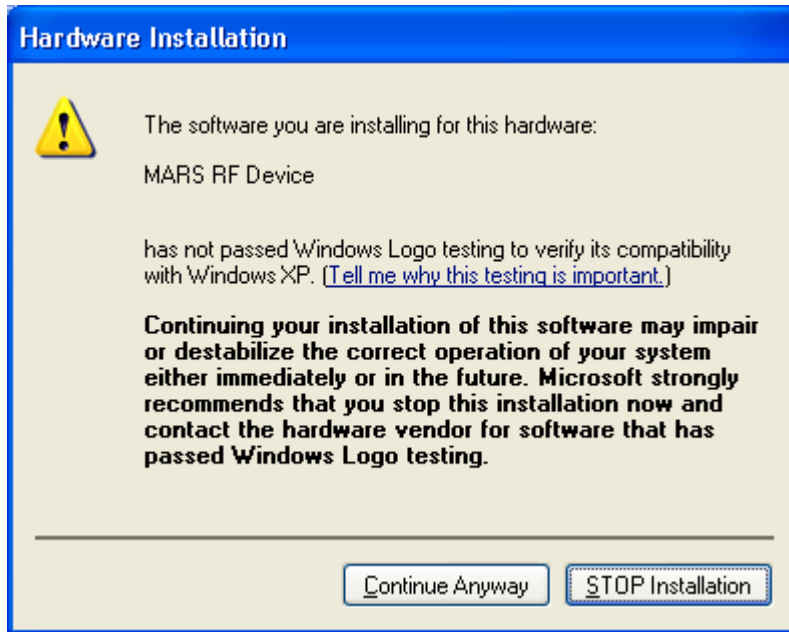 Hardware Installation
The software you are installing for this hardware:
MARS RF Device
has not passed Windows Logo testing to verify its compatibility
with Windows XP. (Tell me why this testing is important.)
Continuing your installation of this software may impair
or destabilize the correct operation of your system
either immediately or in the future. Microsoft strongly
recommends that you stop this installation now and
contact the hardware vendor for software that has
passed Windows Logo testing.
Continue Anyway
STOP Installation